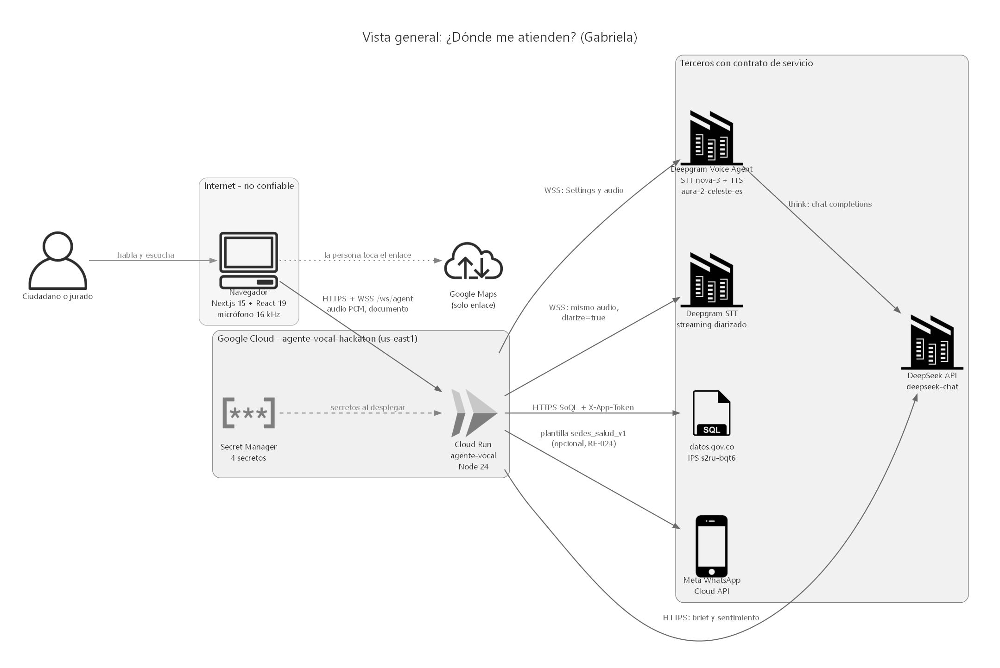 Vista general: ¿Dónde me atienden? (Gabriela)
Terceros con contrato de servicio
Deepgram Voice Agent
STT nova-3 + TTS
aura-2-celeste-es
WSS: Settings y audio
think: chat completions
Internet - no confiable
habla y escucha
Ciudadano o jurado
Navegador
Next.js 15 + React 19
micrófono 16 kHz
la persona toca el enlace
Google Maps
(solo enlace)
HTTPS + WSS /ws/agent
audio PCM, documento
WSS: mismo audio,
diarize=true
Deepgram STT
streaming diarizado
Google Cloud - agente-vocal-hackaton (us-east1)
[***]
Secret Manager
4 secretos
secretos al desplegar
Cloud Run
agente-vocal
Node 24
HTTPS SoQL + X-App-Token
SQL
datos.gov.co
IPS s2ru-bqt6
DeepSeek API
deepseek-chat
plantilla sedes_salud_v1
(opcional, RF-024)
Meta WhatsApp
Cloud API
HTTPS: brief y sentimiento